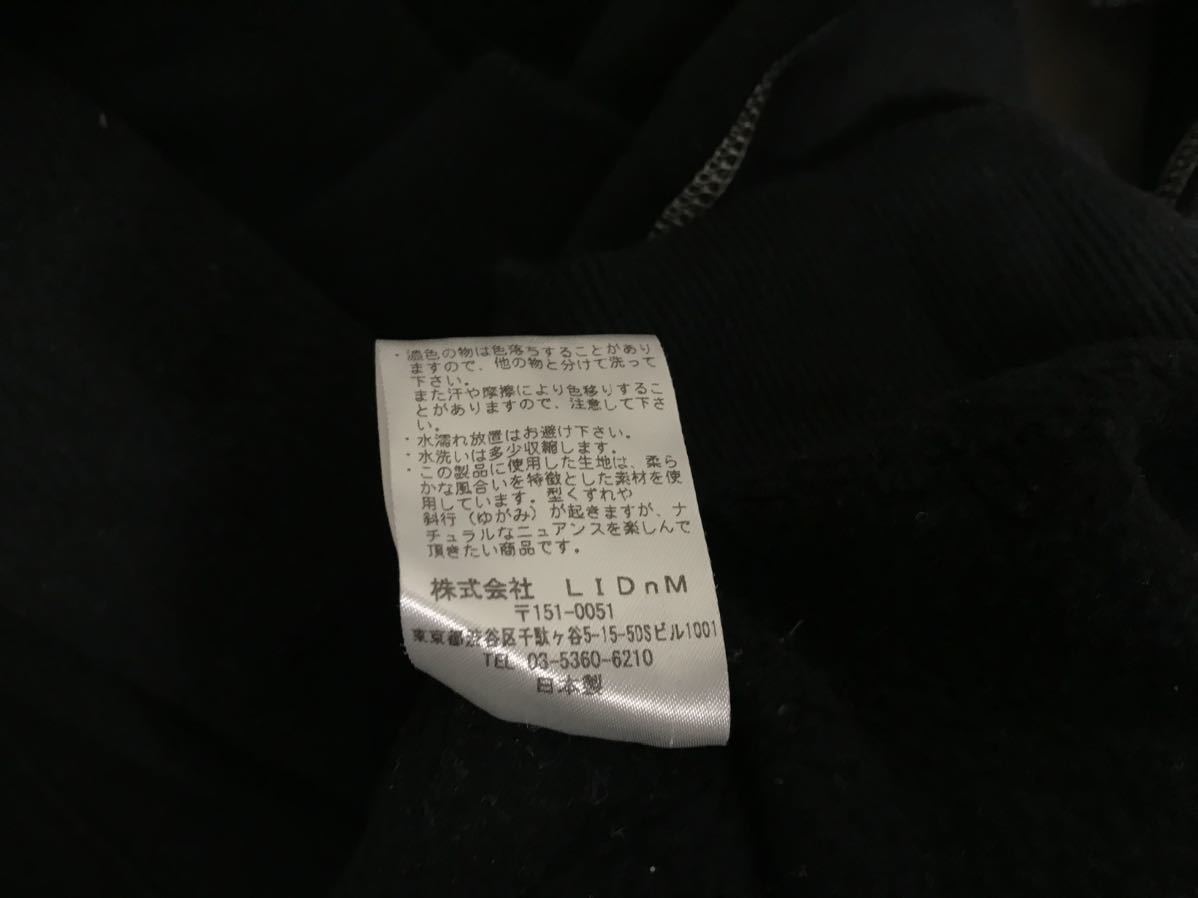 ・濃色の物は色落ちすることがあり
ますので、他の物と分けて洗って
下さい。
また汗や摩擦により色移りするこ
とがありますので、注意して下さ
い。
・水濡れ放置はお避け下さい。
・水洗いは多少収縮します。
・この製品に使用した生地は、柔ら
かな風合いを特徴とした素材を使
用しています。型くずれや
斜行（ゆがみ）が起きますが、ナ
チュラルなニュアンスを楽しんで
頂きたい商品です。
株式会社 ＬＩＤｎＭ
〒151-0051
東京都渋谷区千駄ヶ谷5-15-5DSビル1001
TEL 03-5360-6210
日本製